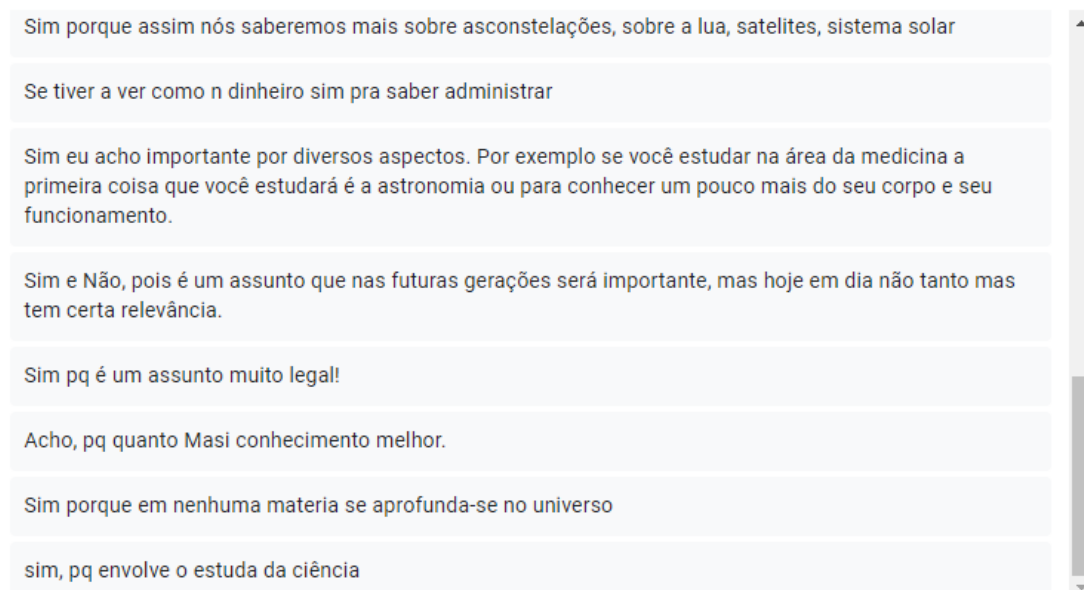 Sim porque assim nós saberemos mais sobre asconstelações, sobre a lua, satelites, sistema solar
Se tiver a ver como n dinheiro sim pra saber administrar
Sim eu acho importante por diversos aspectos. Por exemplo se você estudar na área da medicina a
primeira coisa que você estudará é a astronomia ou para conhecer um pouco mais do seu corpo e seu
funcionamento.
Sim e Não, pois é um assunto que nas futuras gerações será importante, mas hoje em dia não tanto mas
tem certa relevância.
Sim pq é um assunto muito legal!
Acho, pq quanto Masi conhecimento melhor.
Sim porque em nenhuma materia se aprofunda-se no universo
sim, pq envolve o estuda da ciência